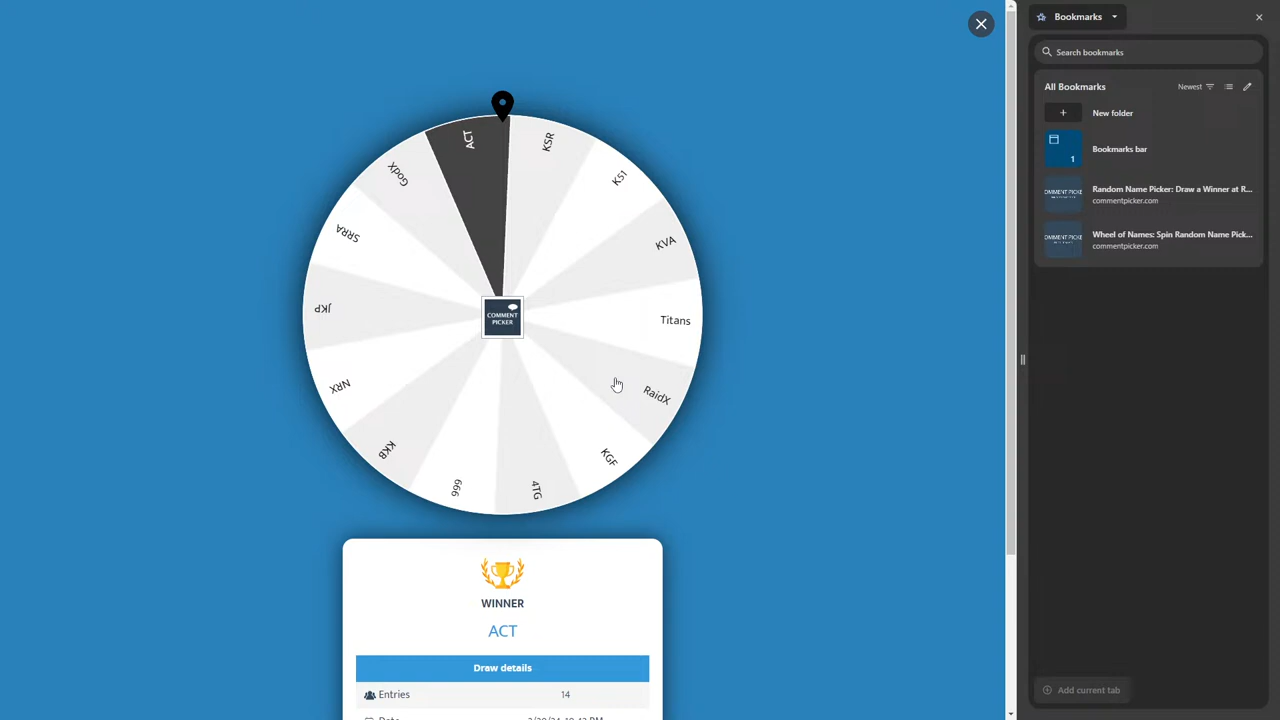 ACT
KSR
K51
KVA
Titans
RaidX
KGF
4TG
999
KKB
NRX
JKP
SRRA
GodX
COMMENT
PICKER
WINNER
ACT
Draw details
Entries 14
Bookmarks
Search bookmarks
All Bookmarks
Newest
New folder
1
Bookmarks bar
Random Name Picker: Draw a Winner at R...
commentpicker.com
Wheel of Names: Spin Random Name Pick...
commentpicker.com
Add current tab